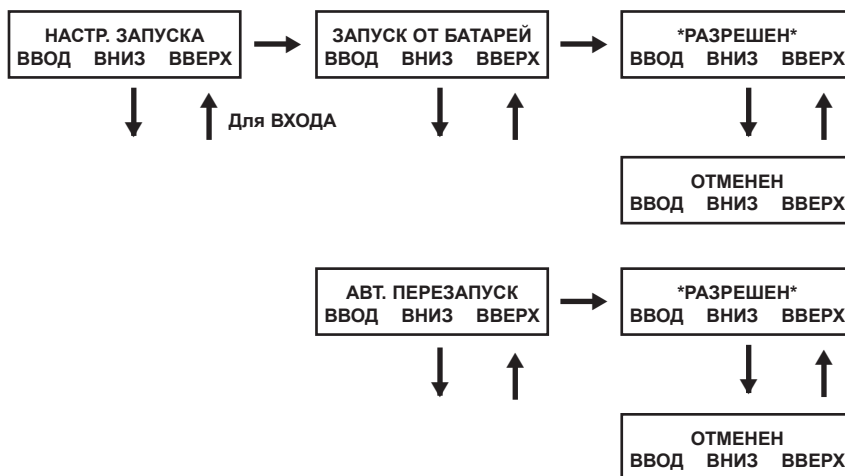 НАСТР. ЗАПУСКА
ВВОД ВНИЗ ВВЕРХ
ЗАПУСК ОТ БАТАРЕЙ
ВВОД ВНИЗ ВВЕРХ
*РАЗРЕШЕН*
ВВОД ВНИЗ ВВЕРХ
Для ВХОДА
ОТМЕНЕН
ВВОД ВНИЗ ВВЕРХ
АВТ. ПЕРЕЗАПУСК
ВВОД ВНИЗ ВВЕРХ
*РАЗРЕШЕН*
ВВОД ВНИЗ ВВЕРХ
ОТМЕНЕН
ВВОД ВНИЗ ВВЕРХ